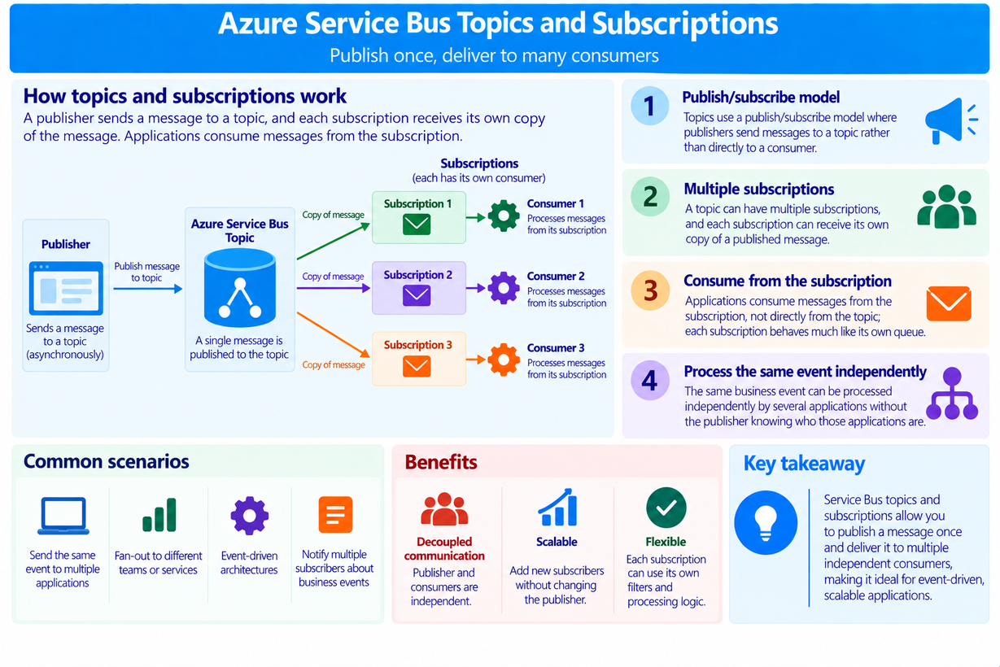 Azure Service Bus Topics and Subscriptions
Publish once, deliver to many consumers
How topics and subscriptions work
A publisher sends a message to a topic, and each subscription receives its own copy
of the message. Applications consume messages from the subscription.
Subscriptions
(each has its own consumer)
Publisher
Sends a message
to a topic
(asynchronously)
Publish message
to topic
Azure Service Bus
Topic
A single message is
published to the topic
Copy of message
Subscription 1
Consumer 1
Processes messages
from its subscription
Copy of message
Subscription 2
Consumer 2
Processes messages
from its subscription
Copy of message
Subscription 3
Consumer 3
Processes messages
from its subscription
1
Publish/subscribe model
Topics use a publish/subscribe model where
publishers send messages to a topic rather
than directly to a consumer.
2
Multiple subscriptions
A topic can have multiple subscriptions,
and each subscription can receive its own
copy of a published message.
3
Consume from the subscription
Applications consume messages from the
subscription, not directly from the topic;
each subscription behaves much like its own queue.
4
Process the same event independently
The same business event can be processed
independently by several applications without
the publisher knowing who those applications are.
Common scenarios
Send the same
event to multiple
applications
Fan-out to different
teams or services
Event-driven
architectures
Notify multiple
subscribers about
business events
Benefits
Decoupled
communication
Publisher and
consumers are
independent.
Scalable
Add new subscribers
without changing
the publisher.
Flexible
Each subscription
can use its own
filters and
processing logic.
Key takeaway
Service Bus topics and
subscriptions allow you
to publish a message once
and deliver it to multiple
independent consumers,
making it ideal for event-driven,
scalable applications.